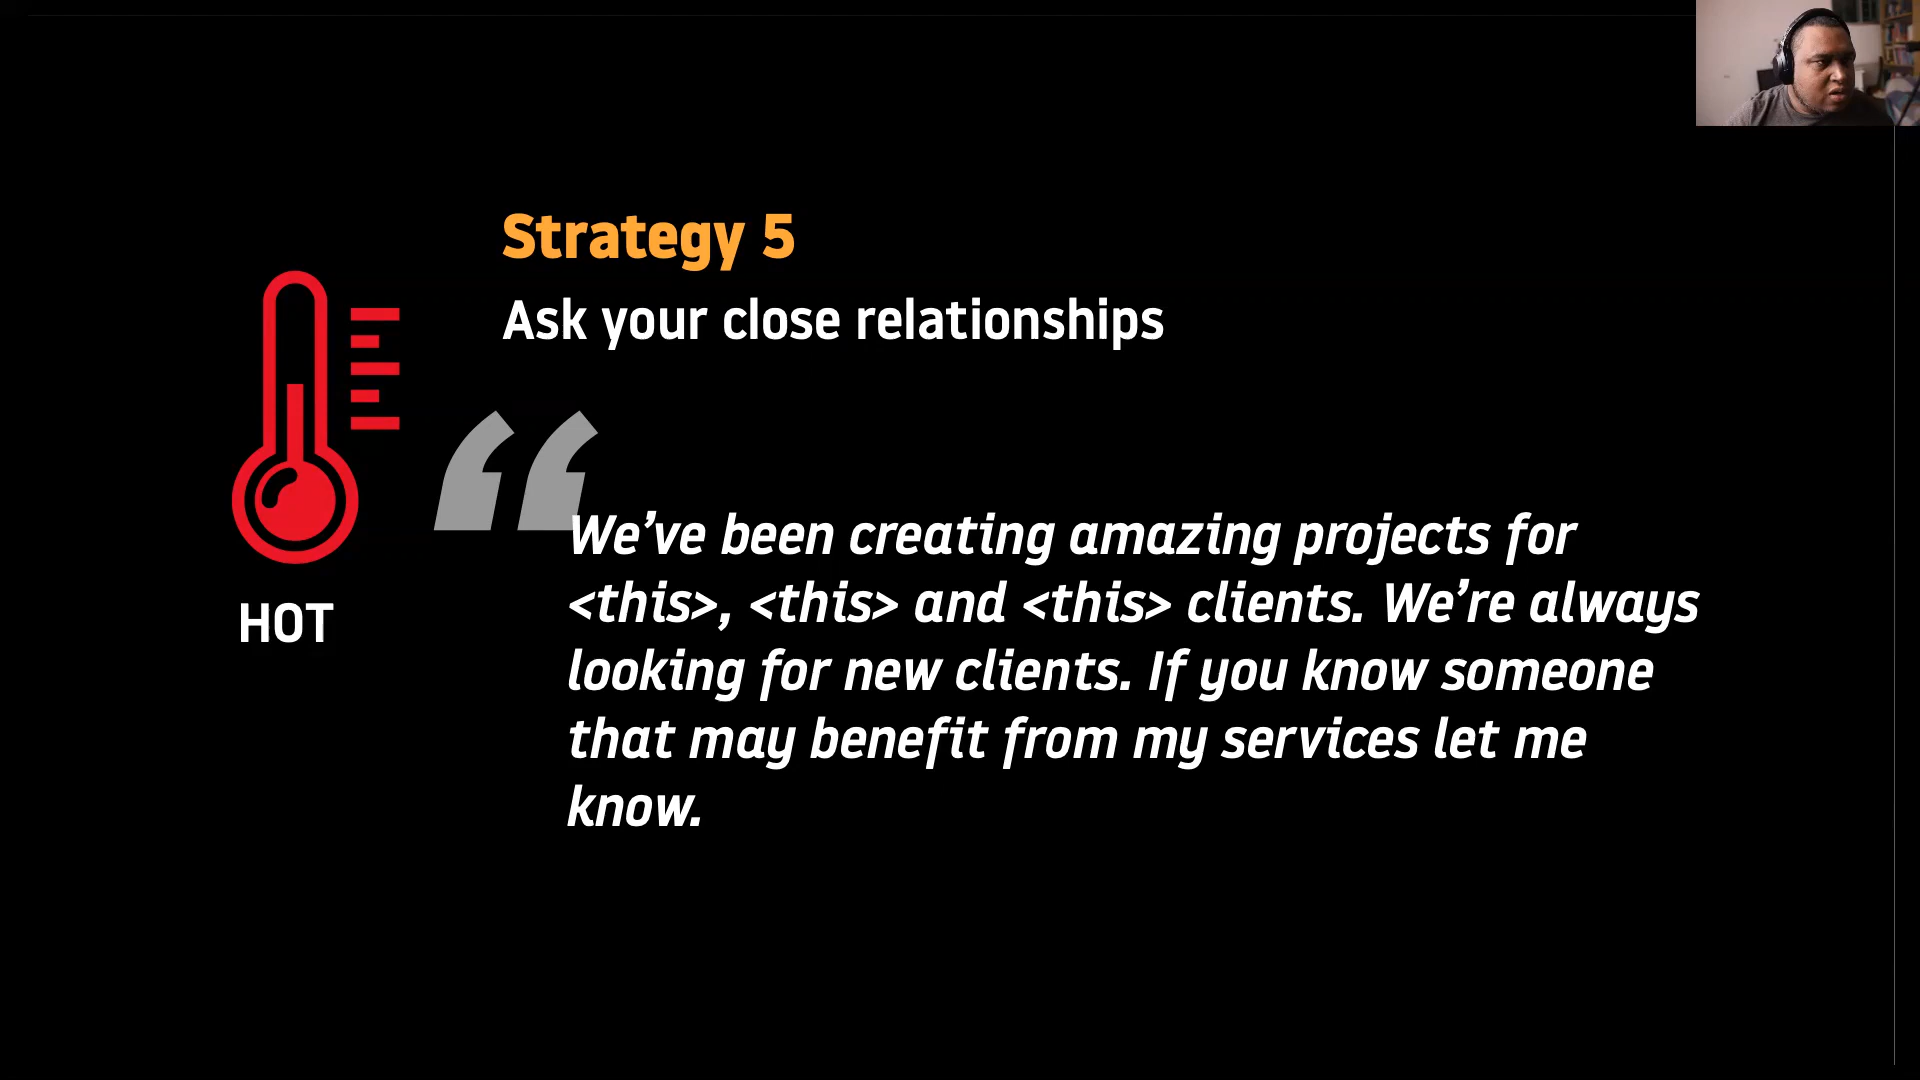 Strategy 5
Ask your close relationships
“
We’ve been creating amazing projects for
<this>, <this> and <this> clients. We’re always
looking for new clients. If you know someone
that may benefit from my services let me
know.
HOT